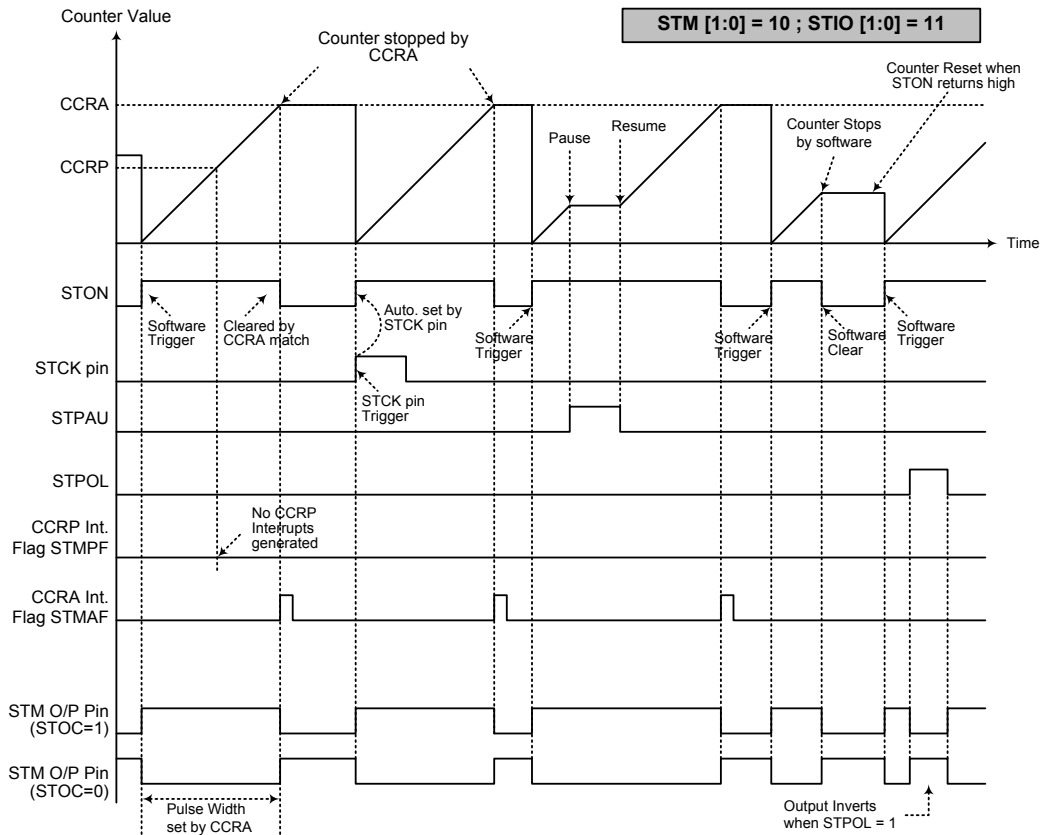 Counter Value
STM [1:0] = 10 ; STIO [1:0] = 11
Counter stopped by
CCRA
Counter Reset when
STON returns high
CCRA
Pause
Resume
Counter Stops
by software
CCRP
Time
STON
Software
Trigger
Cleared by
CCRA match
Auto. set by
STCK pin
Software
Trigger
Software
Trigger
Software
Clear
Software
Trigger
STCK pin
STCK pin
Trigger
STPAU
STPOL
No CCRP
Interrupts
generated
CCRP Int.
Flag STMPF
CCRA Int.
Flag STMAF
STM O/P Pin
(STOC=1)
STM O/P Pin
(STOC=0)
Pulse Width
set by CCRA
Output Inverts
when STPOL = 1